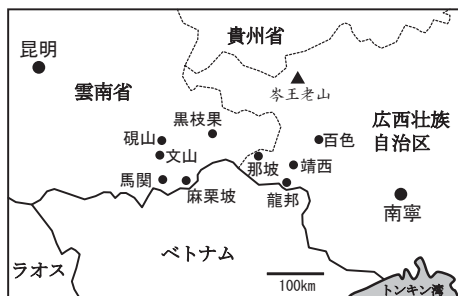 貴州省
昆明
岑王老山
雲南省
黒枝果
広西壮族
自治区
硯山
百色
文山
那坡
靖西
馬関
麻栗坡
龍邦
南寧
ベトナム
ラオス
100km
トンキン湾